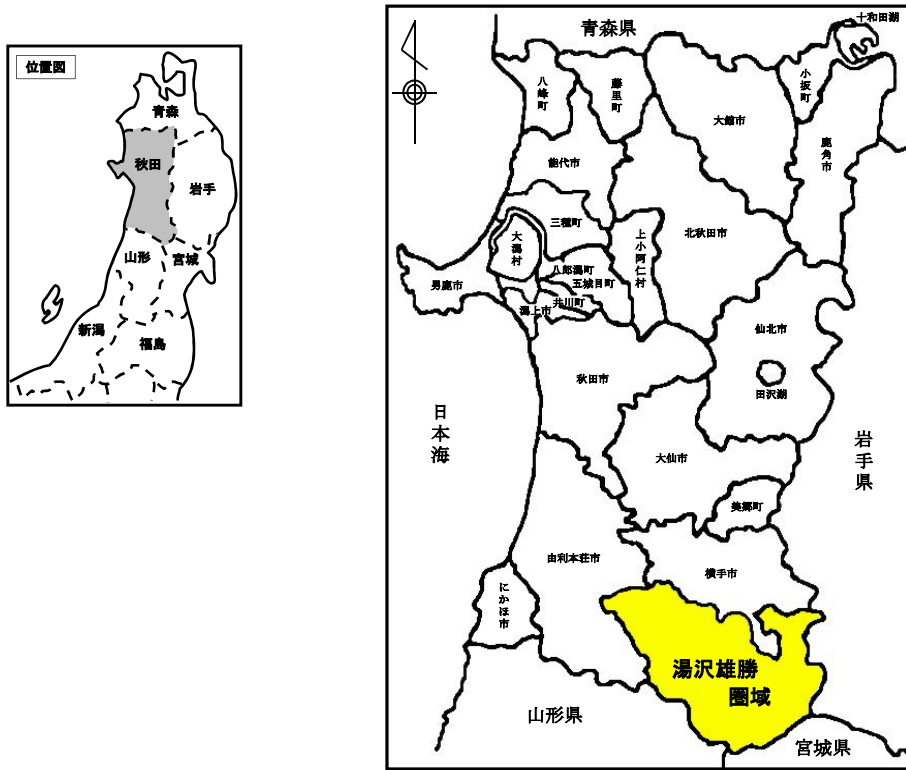 位置図
青森
秋田
岩手
山形
宮城
新潟
福島
青森県
十和田湖
八峰町
藤里町
大館市
小坂町
鹿角市
能代市
三種町
大潟村
上小阿仁村
北秋田市
八郎潟町
五城目町
男鹿市
井川町
潟上市
仙北市
秋田市
田沢湖
日本海
大仙市
岩手県
美郷町
由利本荘市
横手市
にかほ市
湯沢雄勝
圏域
山形県
宮城県